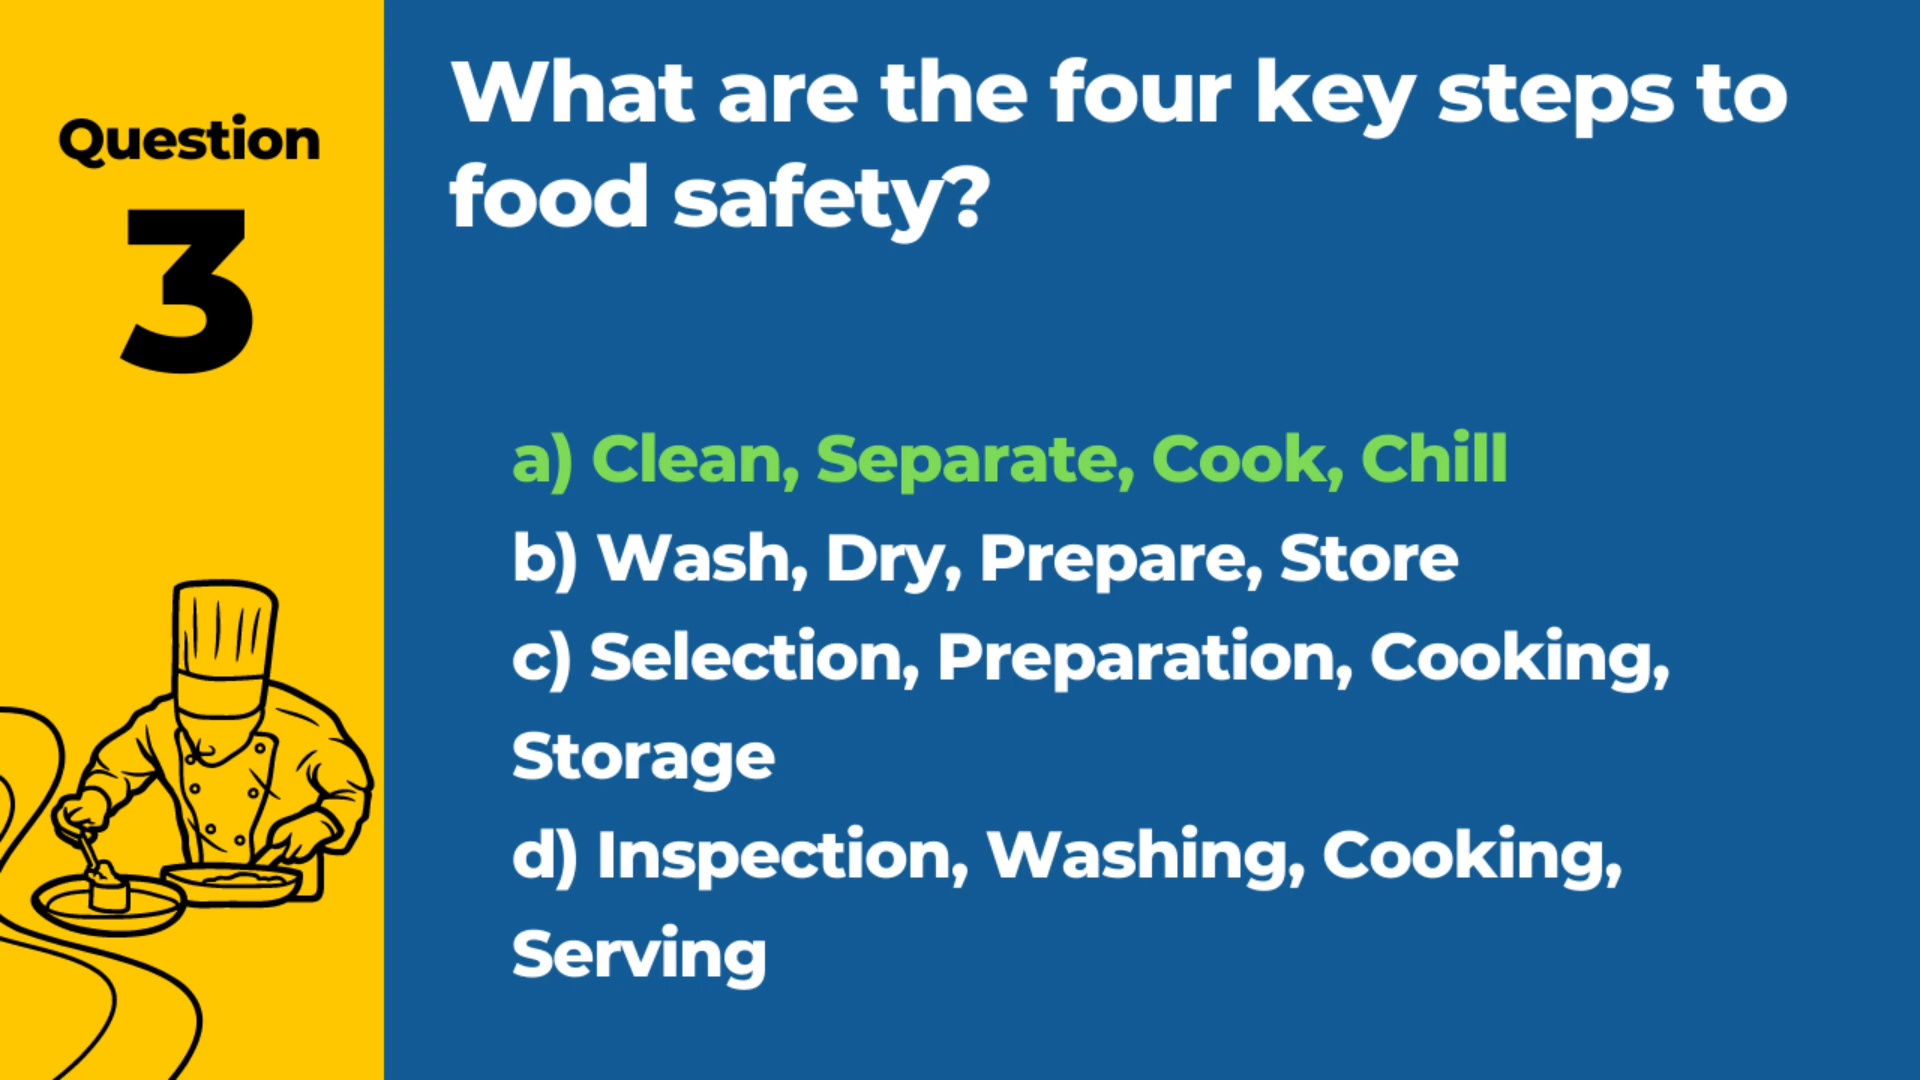 Question
3
What are the four key steps to
food safety?
a) Clean, Separate, Cook, Chill
b) Wash, Dry, Prepare, Store
c) Selection, Preparation, Cooking,
Storage
d) Inspection, Washing, Cooking,
Serving